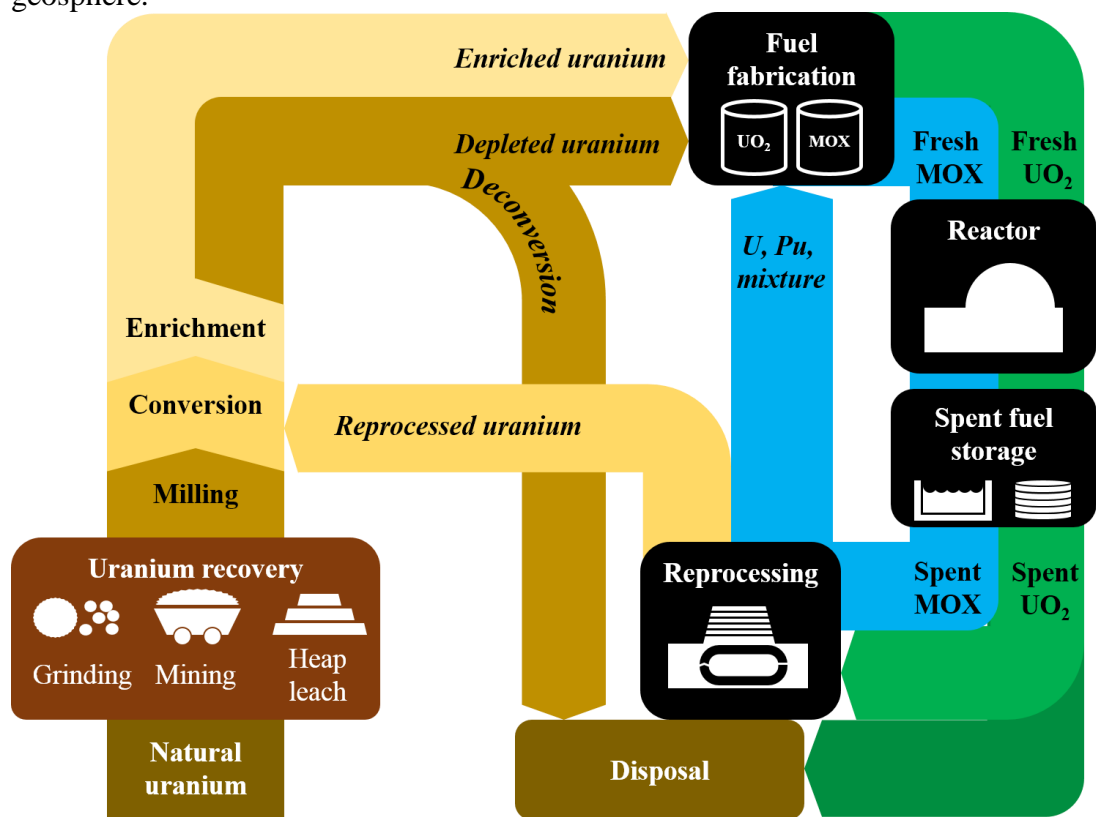 geosphere.
Enriched uranium
Fuel
fabrication
UO₂
MOX
Depleted uranium
Fresh
MOX
Fresh
UO₂
Deconversion
U, Pu,
mixture
Reactor
Enrichment
Conversion
Reprocessed uranium
Spent fuel
storage
Milling
Uranium recovery
Grinding
Mining
Heap
leach
Reprocessing
Spent
MOX
Spent
UO₂
Natural
uranium
Disposal